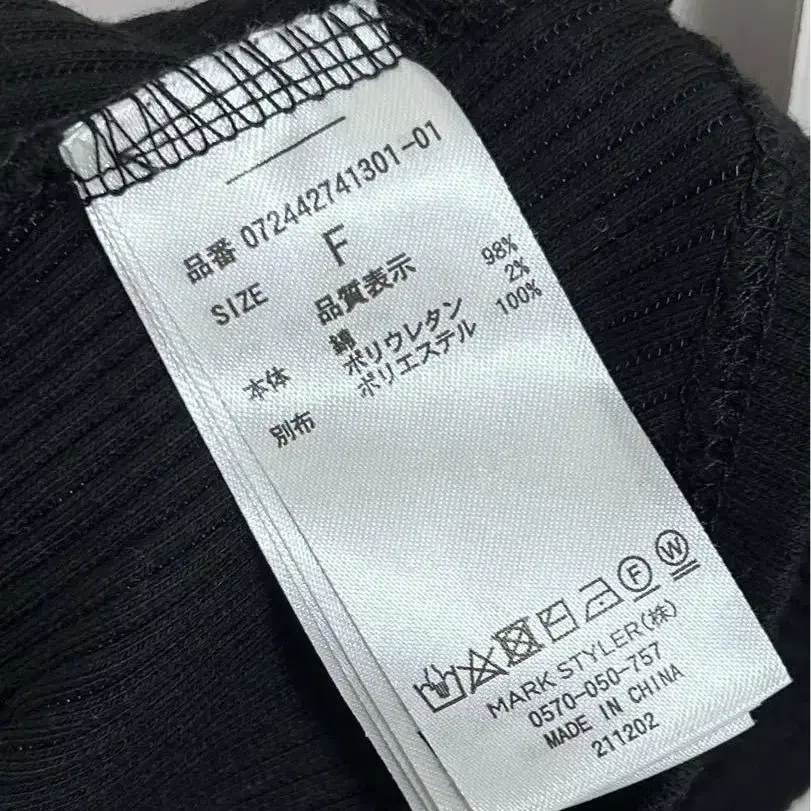 品番 072442741301-01
SIZE F
品質表示
本体 綿 98%
ポリウレタン 2%
別布 ポリエステル 100%
F W
MARK STYLER(株)
0570-050-757
MADE IN CHINA
211202